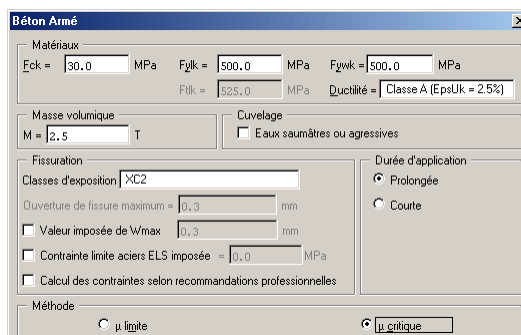 Béton Armé
Matériaux
Fck = 30.0 MPa Fylk = 500.0 MPa Fywk = 500.0 MPa
Ftlk = 525.0 MPa Ductilité = Classe A (EpsUk = 2.5%)
Masse volumique
M = 2.5 T
Cuvelage
Eaux saumâtres ou agressives
Fissuration
Classes d'exposition XC2
Ouverture de fissure maximum = 0.3 mm
Valeur imposée de Wmax 0.3 mm
Contrainte limite aciers ELS imposée = 0.0 MPa
Calcul des contraintes selon recommandations professionnelles
Durée d'application
Prolongée
Courte
Méthode
µ limite µ critique